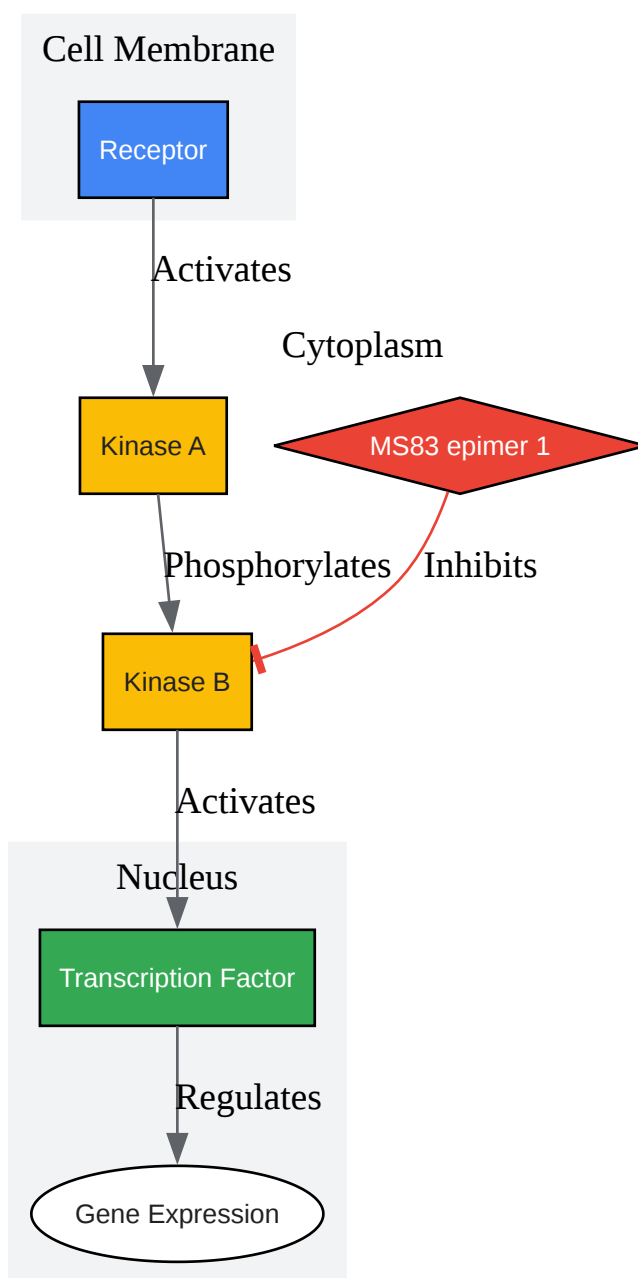 Cell Membrane
Receptor
Activates
Cytoplasm
Kinase A
MS83 epimer 1
Phosphorylates
Inhibits
Kinase B
Activates
Nucleus
Transcription Factor
Regulates
Gene Expression